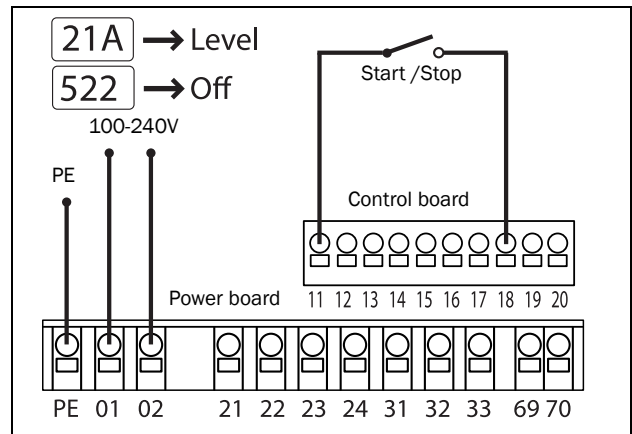 21A → Level
522 → Off
100-240V
PE
Start /Stop
Control board
11 12 13 14 15 16 17 18 19 20
Power board
PE 01 02 21 22 23 24 31 32 33 69 70